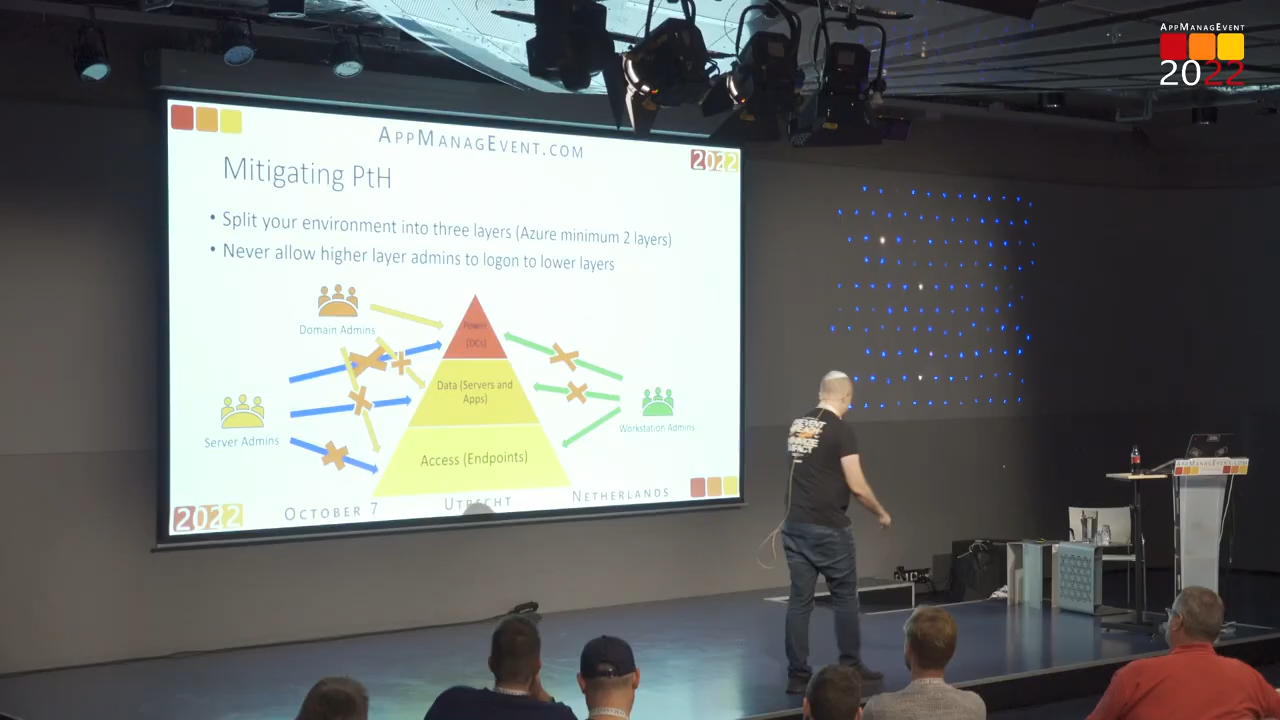 AppManagEvent
2022
AppManagEvent.com
2022
Mitigating PtH
• Split your environment into three layers (Azure minimum 2 layers)
• Never allow higher layer admins to logon to lower layers
Domain Admins
Power
(DCs)
Data (Servers and
Apps)
Server Admins
Workstation Admins
Access (Endpoints)
2022
October 7
Utrecht
Netherlands
AppManagEvent.com